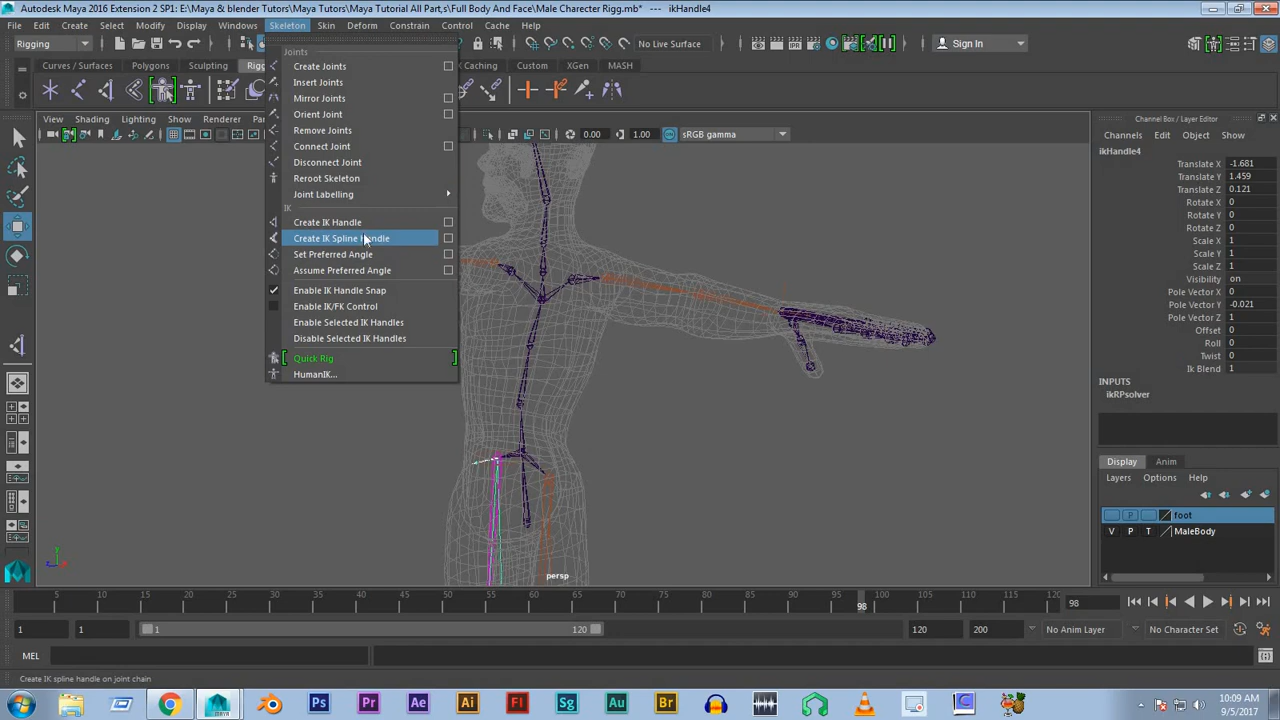 Autodesk Maya 2016 Extension 2 SP1: E:\Maya & blender Tutors\Maya Tutors\Maya Tutorial All Part,s\Full Body And Face\Male Charecter Rigg.mb* --- ikHandle4
File Edit Create Select Modify Display Windows Skeleton Skin Deform Constrain Control Cache Help
Rigging No Live Surface Sign In
Curves / Surfaces Polygons Sculpting Caching Custom XGen MASH
View Shading Lighting Show Renderer 0.00 1.00 sRGB gamma
Joints
Create Joints
Insert Joints
Mirror Joints
Orient Joint
Remove Joints
Connect Joint
Disconnect Joint
Reroot Skeleton
Joint Labelling
IK
Create IK Handle
Create IK Spline Handle
Set Preferred Angle
Assume Preferred Angle
Enable IK Handle Snap
Enable IK/FK Control
Enable Selected IK Handles
Disable Selected IK Handles
Quick Rig
HumanIK...
persp
Channel Box / Layer Editor
Channels Edit Object Show
ikHandle4
Translate X -1.681
Translate Y 1.459
Translate Z 0.121
Rotate X 0
Rotate Y 0
Rotate Z 0
Scale X 1
Scale Y 1
Scale Z 1
Visibility on
Pole Vector X 0
Pole Vector Y -0.021
Pole Vector Z 1
Offset 0
Roll 0
Twist 0
Ik Blend 1
INPUTS
ikRPsolver
Display Anim
Layers Options Help
P foot
V P T MaleBody
5 10 15 20 25 30 35 40 45 50 55 60 65 70 75 80 85 90 95 98 100 105 110 115 120 98
1 1 1 120 120 200 No Anim Layer No Character Set
MEL
Create IK spline handle on joint chain
Ps Pr Ae Ai Fl Sg Au Br
10:09 AM
9/5/2017